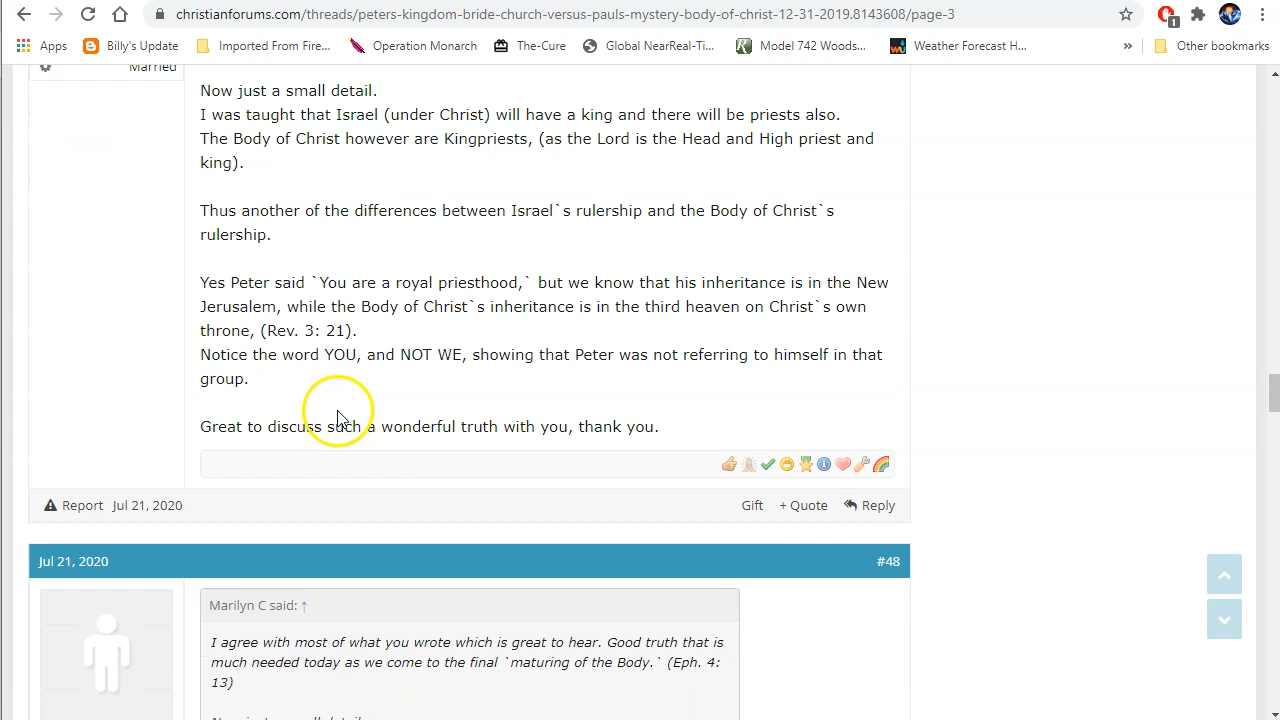 christianforums.com/threads/peters-kingdom-bride-church-versus-pauls-mystery-body-of-christ-12-31-2019.8143608/page-3
1
Apps
Billy's Update
Imported From Fire...
Operation Monarch
The-Cure
Global NearReal-Ti...
Model 742 Woods...
Weather Forecast H...
»
Other bookmarks
Married
Now just a small detail.
I was taught that Israel (under Christ) will have a king and there will be priests also.
The Body of Christ however are Kingpriests, (as the Lord is the Head and High priest and
king).
Thus another of the differences between Israel`s rulership and the Body of Christ`s
rulership.
Yes Peter said `You are a royal priesthood,` but we know that his inheritance is in the New
Jerusalem, while the Body of Christ`s inheritance is in the third heaven on Christ`s own
throne, (Rev. 3: 21).
Notice the word YOU, and NOT WE, showing that Peter was not referring to himself in that
group.
Great to discuss such a wonderful truth with you, thank you.
Report Jul 21, 2020
Gift + Quote Reply
Jul 21, 2020
#48
Marilyn C said: ↑
I agree with most of what you wrote which is great to hear. Good truth that is
much needed today as we come to the final `maturing of the Body.` (Eph. 4:
13)
Now just a small detail.